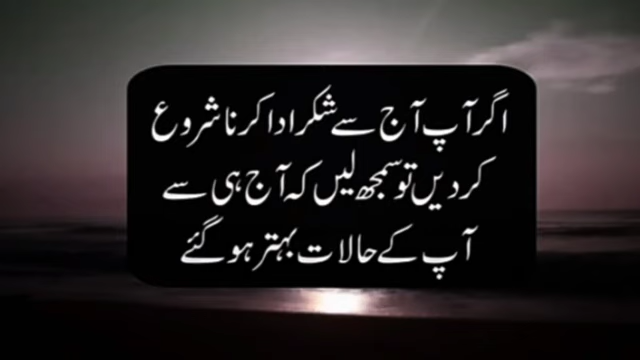 اگر آپ آج سے شکر ادا کرنا شروع
کر دیں تو سمجھ لیں کہ آج ہی سے
آپ کے حالات بہتر ہو گئے